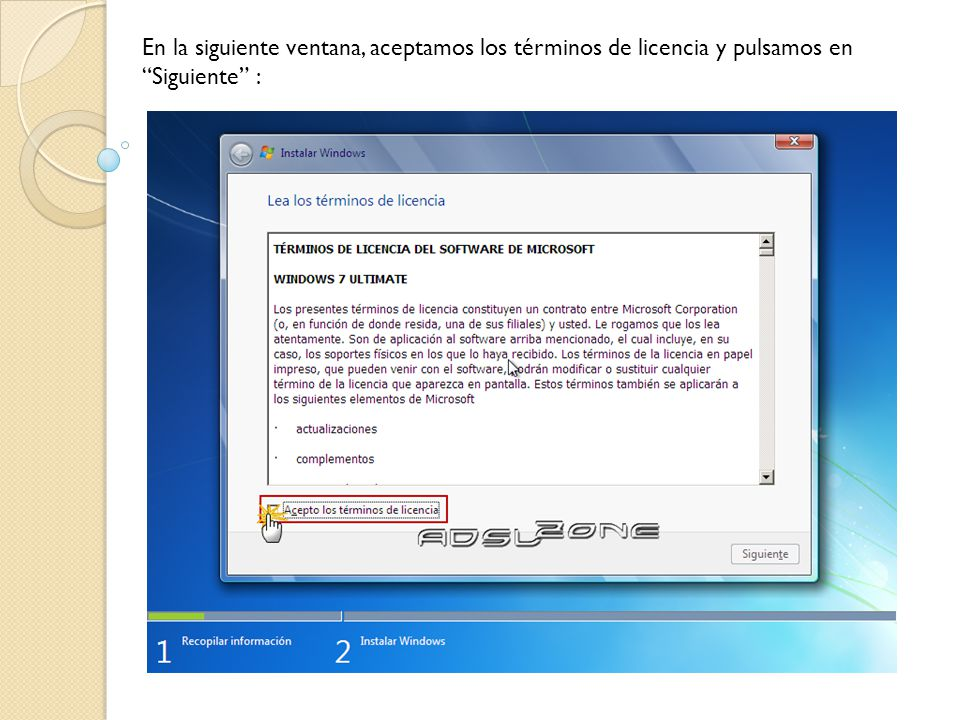 En la siguiente ventana, aceptamos los términos de licencia y pulsamos en
“Siguiente” :
Instalar Windows
Lea los términos de licencia
TÉRMINOS DE LICENCIA DEL SOFTWARE DE MICROSOFT
WINDOWS 7 ULTIMATE
Los presentes términos de licencia constituyen un contrato entre Microsoft Corporation
(o, en función de donde resida, una de sus filiales) y usted. Le rogamos que los lea
atentamente. Son de aplicación al software arriba mencionado, el cual incluye, en su
caso, los soportes físicos en los que lo haya recibido. Los términos de la licencia en papel
impreso, que pueden venir con el software, podrán modificar o sustituir cualquier
término de la licencia que aparezca en pantalla. Estos términos también se aplicarán a
los siguientes elementos de Microsoft
· actualizaciones
· complementos
Acepto los términos de licencia
ADSLZONE
Siguiente
1 Recopilar información
2 Instalar Windows